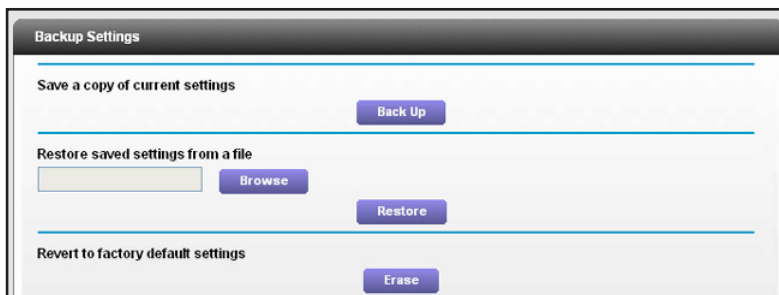 Backup Settings
Save a copy of current settings
Back Up
Restore saved settings from a file
Browse
Restore
Revert to factory default settings
Erase